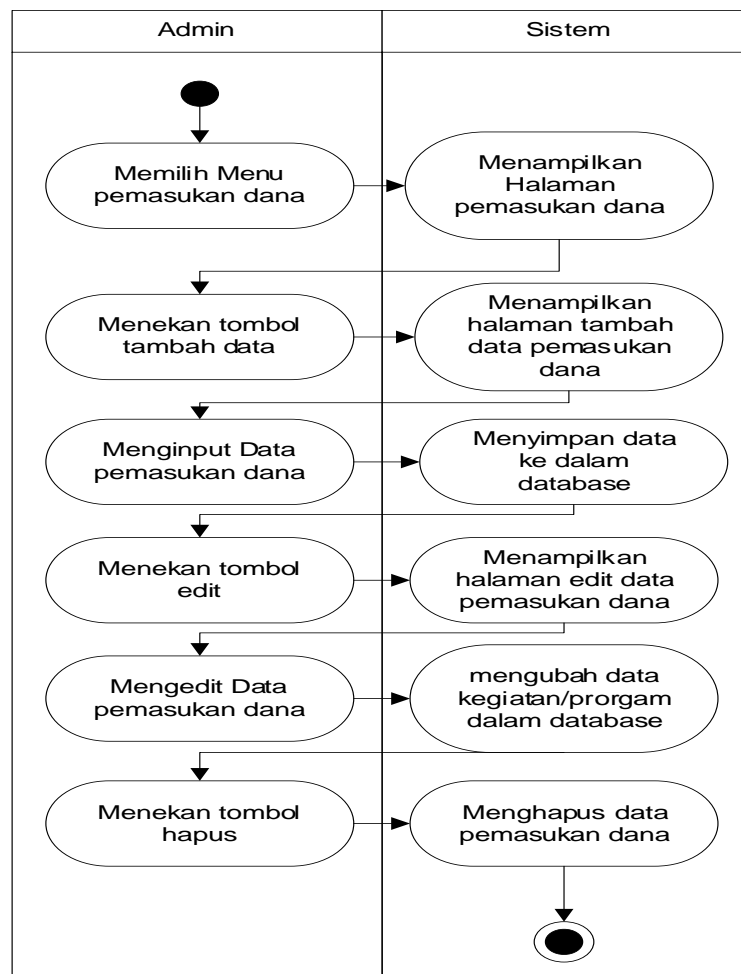 Admin
Sistem
Memilih Menu
pemasukan dana
Menampilkan
Halaman
pemasukan dana
Menekan tombol
tambah data
Menampilkan
halaman tambah
data pemasukan
dana
Menginput Data
pemasukan dana
Menyimpan data
ke dalam
database
Menekan tombol
edit
Menampilkan
halaman edit data
pemasukan dana
Mengedit Data
pemasukan dana
mengubah data
kegiatan/prorgam
dalam database
Menekan tombol
hapus
Menghapus data
pemasukan dana